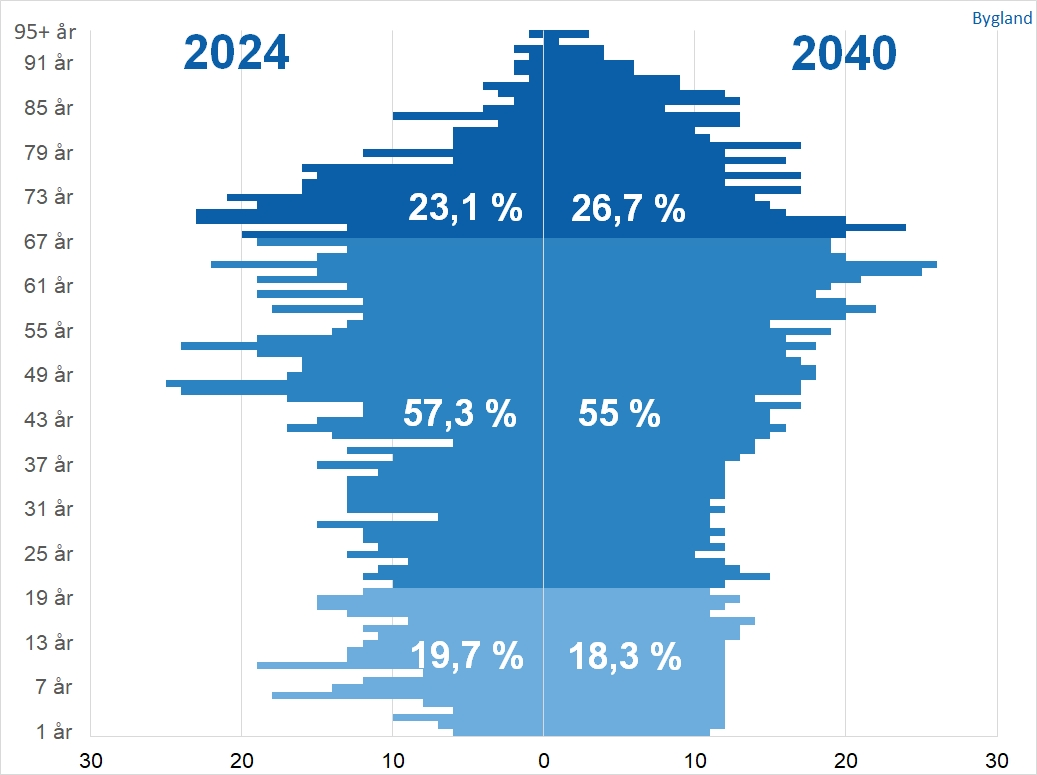 Bygland
2024
2040
95+ år
91 år
85 år
79 år
73 år
67 år
61 år
55 år
49 år
43 år
37 år
31 år
25 år
19 år
13 år
7 år
1 år
23,1 %
26,7 %
57,3 %
55 %
19,7 %
18,3 %
30 20 10 0 10 20 30